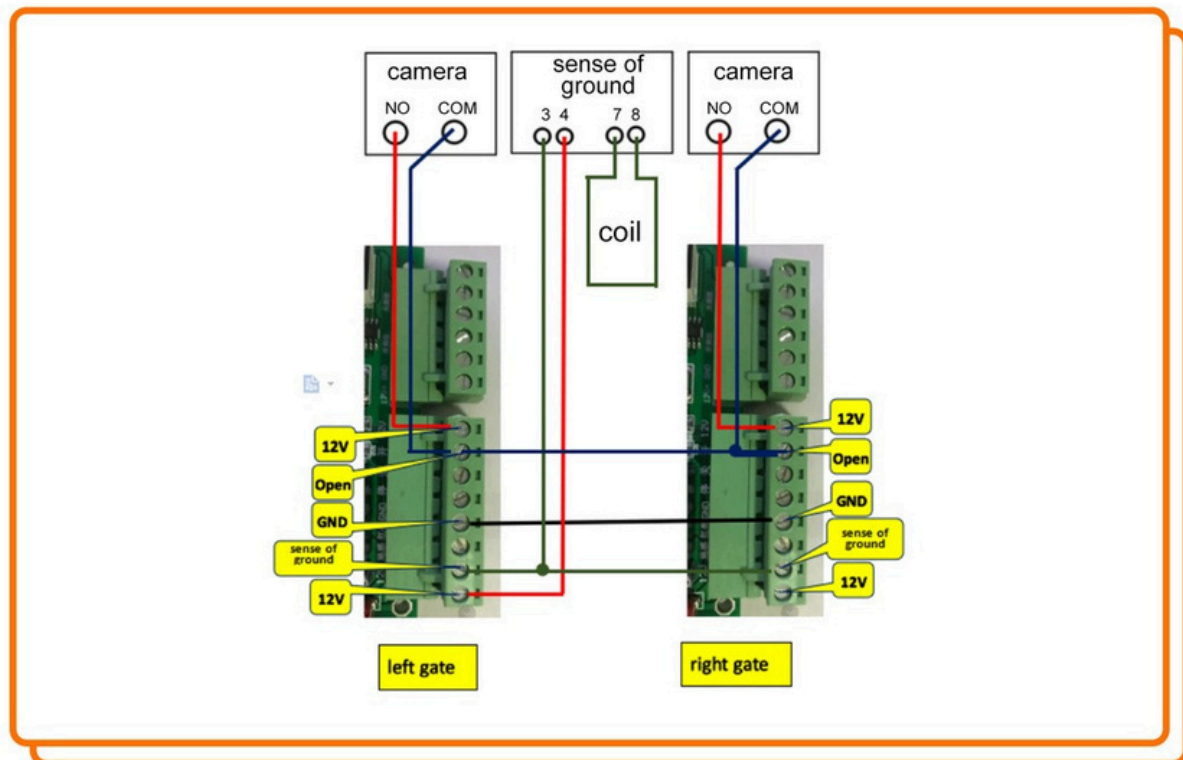 camera
NO COM
sense of
ground
3 4 7 8
camera
NO COM
coil
12V
Open
GND
sense of
ground
12V
12V
Open
GND
sense of
ground
12V
left gate
right gate